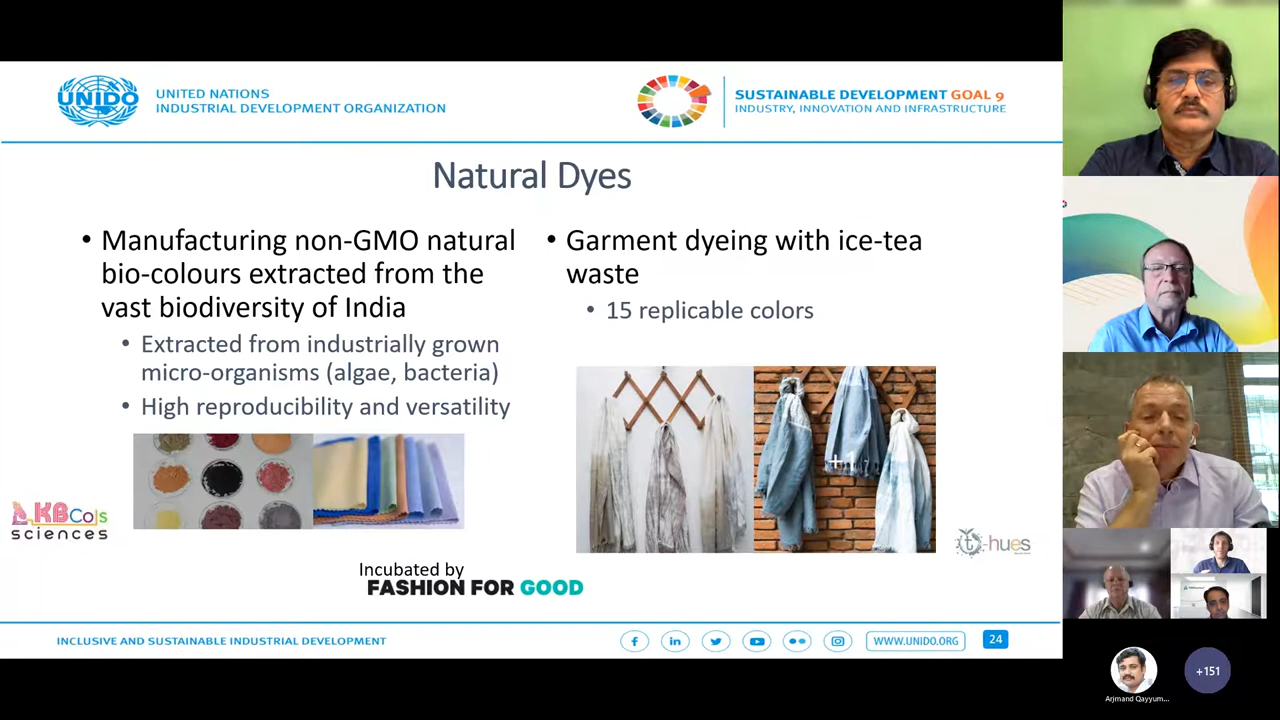 UNIDO
UNITED NATIONS
INDUSTRIAL DEVELOPMENT ORGANIZATION
SUSTAINABLE DEVELOPMENT GOAL 9
INDUSTRY, INNOVATION AND INFRASTRUCTURE
Natural Dyes
• Manufacturing non-GMO natural
bio-colours extracted from the
vast biodiversity of India
• Extracted from industrially grown
micro-organisms (algae, bacteria)
• High reproducibility and versatility
• Garment dyeing with ice-tea
waste
• 15 replicable colors
KBCols
sciences
t-hues
Incubated by
FASHION FOR GOOD
INCLUSIVE AND SUSTAINABLE INDUSTRIAL DEVELOPMENT
WWW.UNIDO.ORG
24
+151
Arjmand Qayyum...